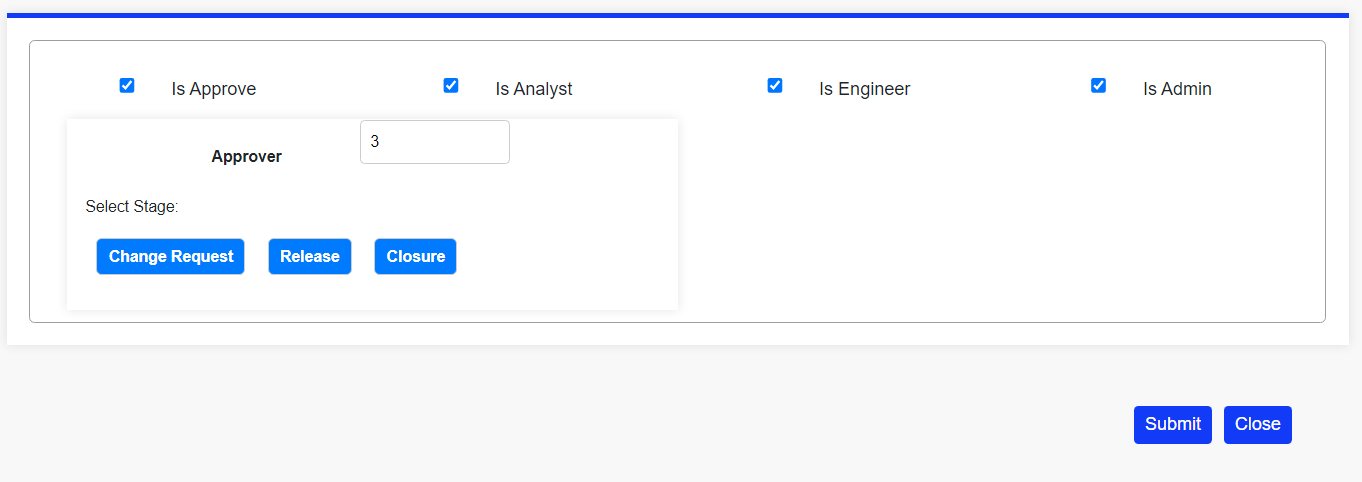 Is Approve Is Analyst Is Engineer Is Admin
Approver 3
Select Stage:
Change Request Release Closure
Submit Close